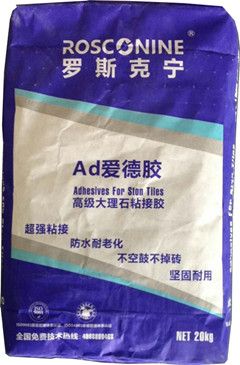 ROSCONINE®
罗斯克宁
Ad爱德胶
Adhesives For Ston Tiles
高级大理石粘接胶
超强粘接
防水耐老化
不空鼓不掉砖
坚固耐用
全国免费技术热线:
NET 20kg